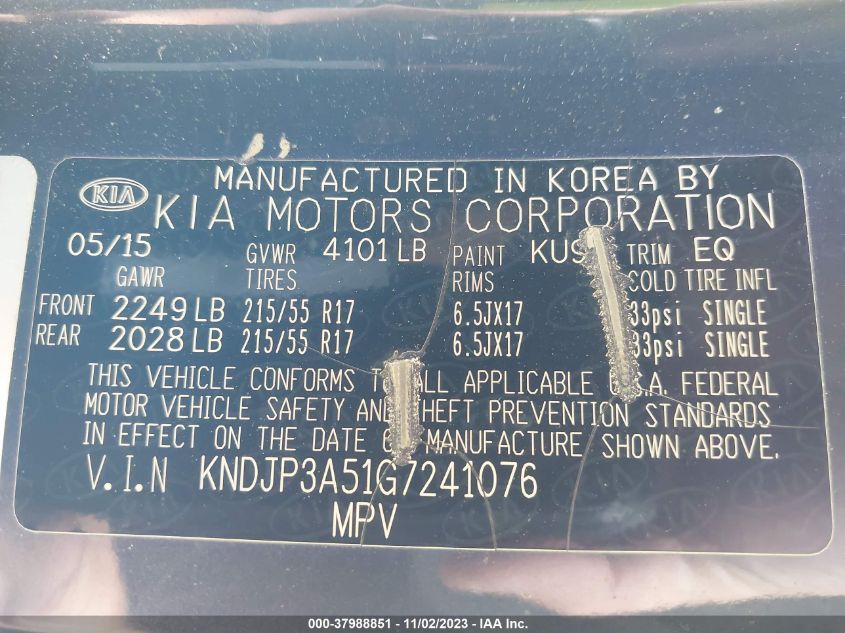 KIA
MANUFACTURED IN KOREA BY
KIA MOTORS CORPORATION
05/15 GVWR 4101 LB PAINT TRIM EQ
GAWR TIRES RIMS COLD TIRE INFL
FRONT 2249 LB 215/55 R17 6.5JX17 33psi SINGLE
REAR 2028 LB 215/55 R17 6.5JX17 33psi SINGLE
THIS VEHICLE CONFORMS TO ALL APPLICABLE U.S.A. FEDERAL
MOTOR VEHICLE SAFETY AND THEFT PREVENTION STANDARDS
IN EFFECT ON THE DATE OF MANUFACTURE SHOWN ABOVE.
V.I.N KNDJP3A51G7241076
MPV
000-37988851 - 11/02/2023 - IAA Inc.